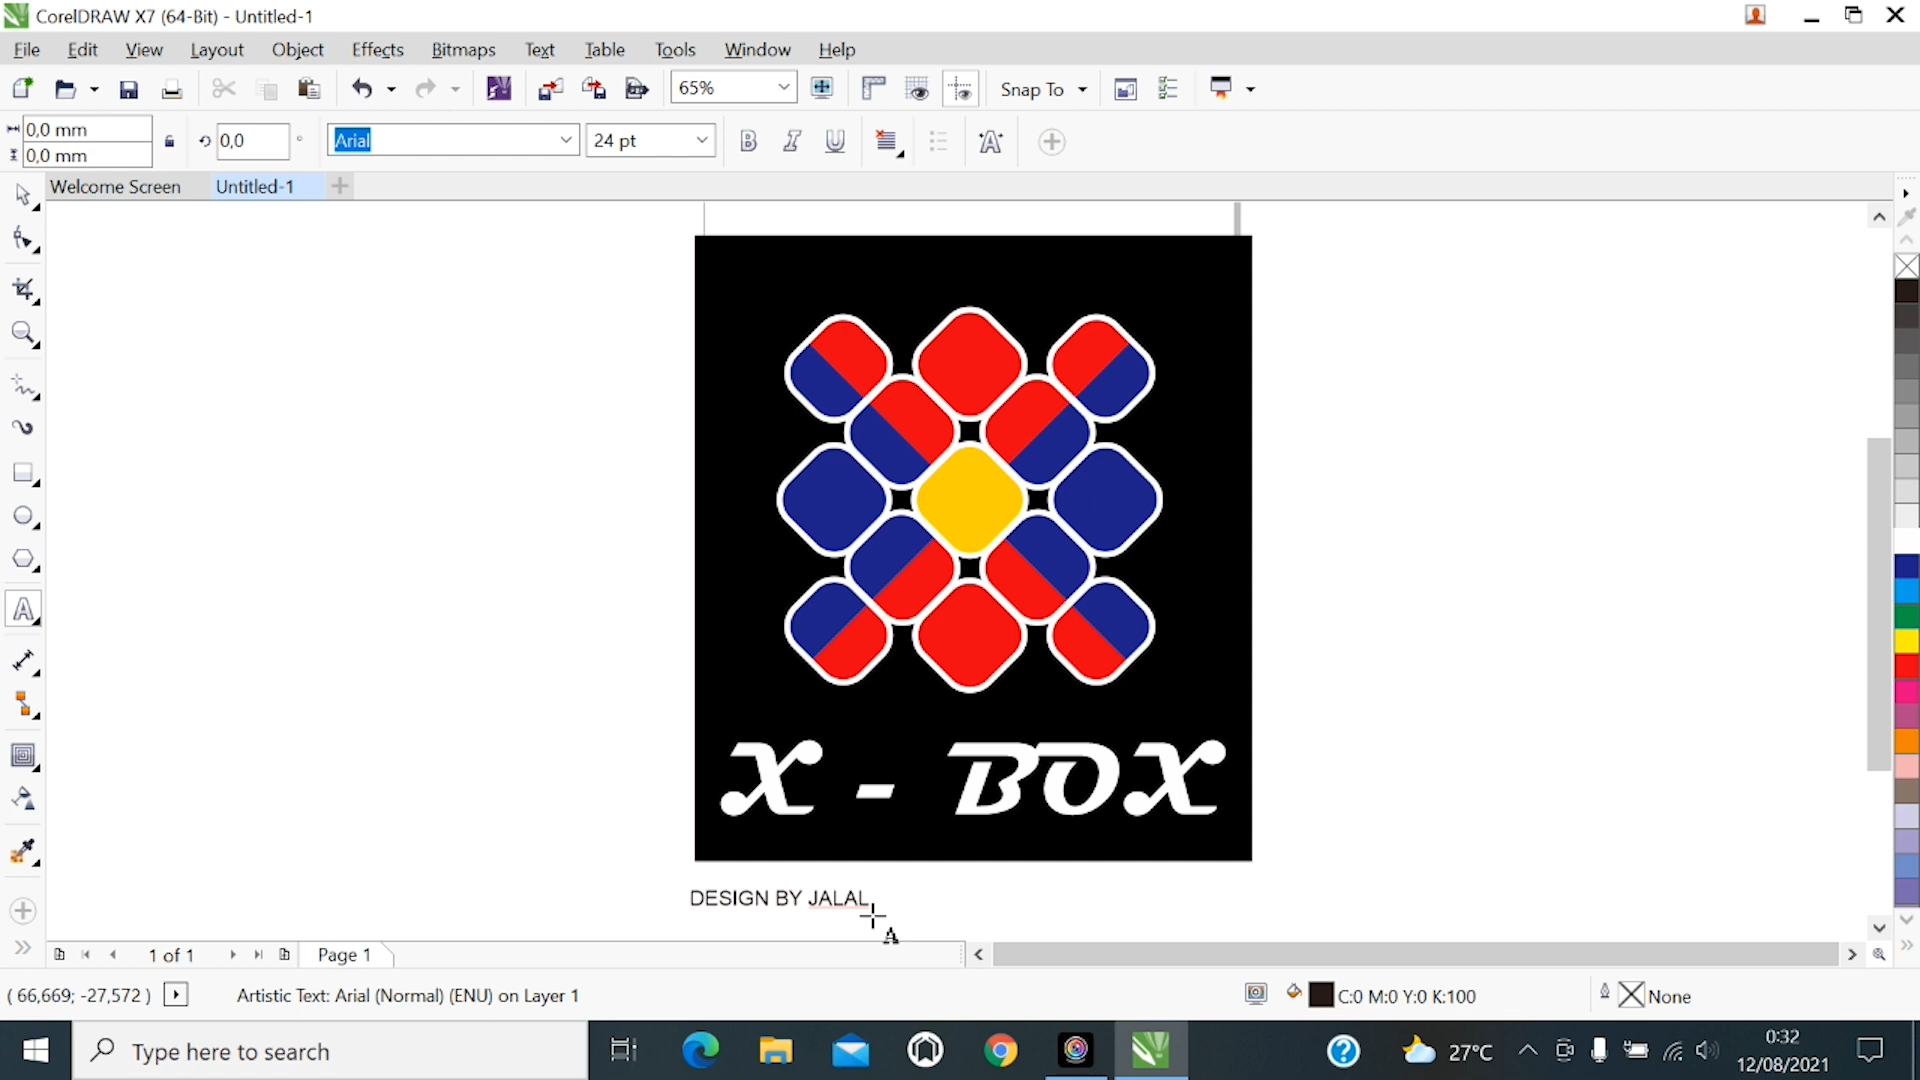 CorelDRAW X7 (64-Bit) - Untitled-1
File Edit View Layout Object Effects Bitmaps Text Table Tools Window Help
65% Snap To
0,0 mm
0,0 mm
0,0 ° Arial 24 pt
Welcome Screen Untitled-1
X - BOX
DESIGN BY JALAL
1 of 1 Page 1
( 66,669; -27,572 ) Artistic Text: Arial (Normal) (ENU) on Layer 1 C:0 M:0 Y:0 K:100 None
Type here to search 27°C 0:32
12/08/2021